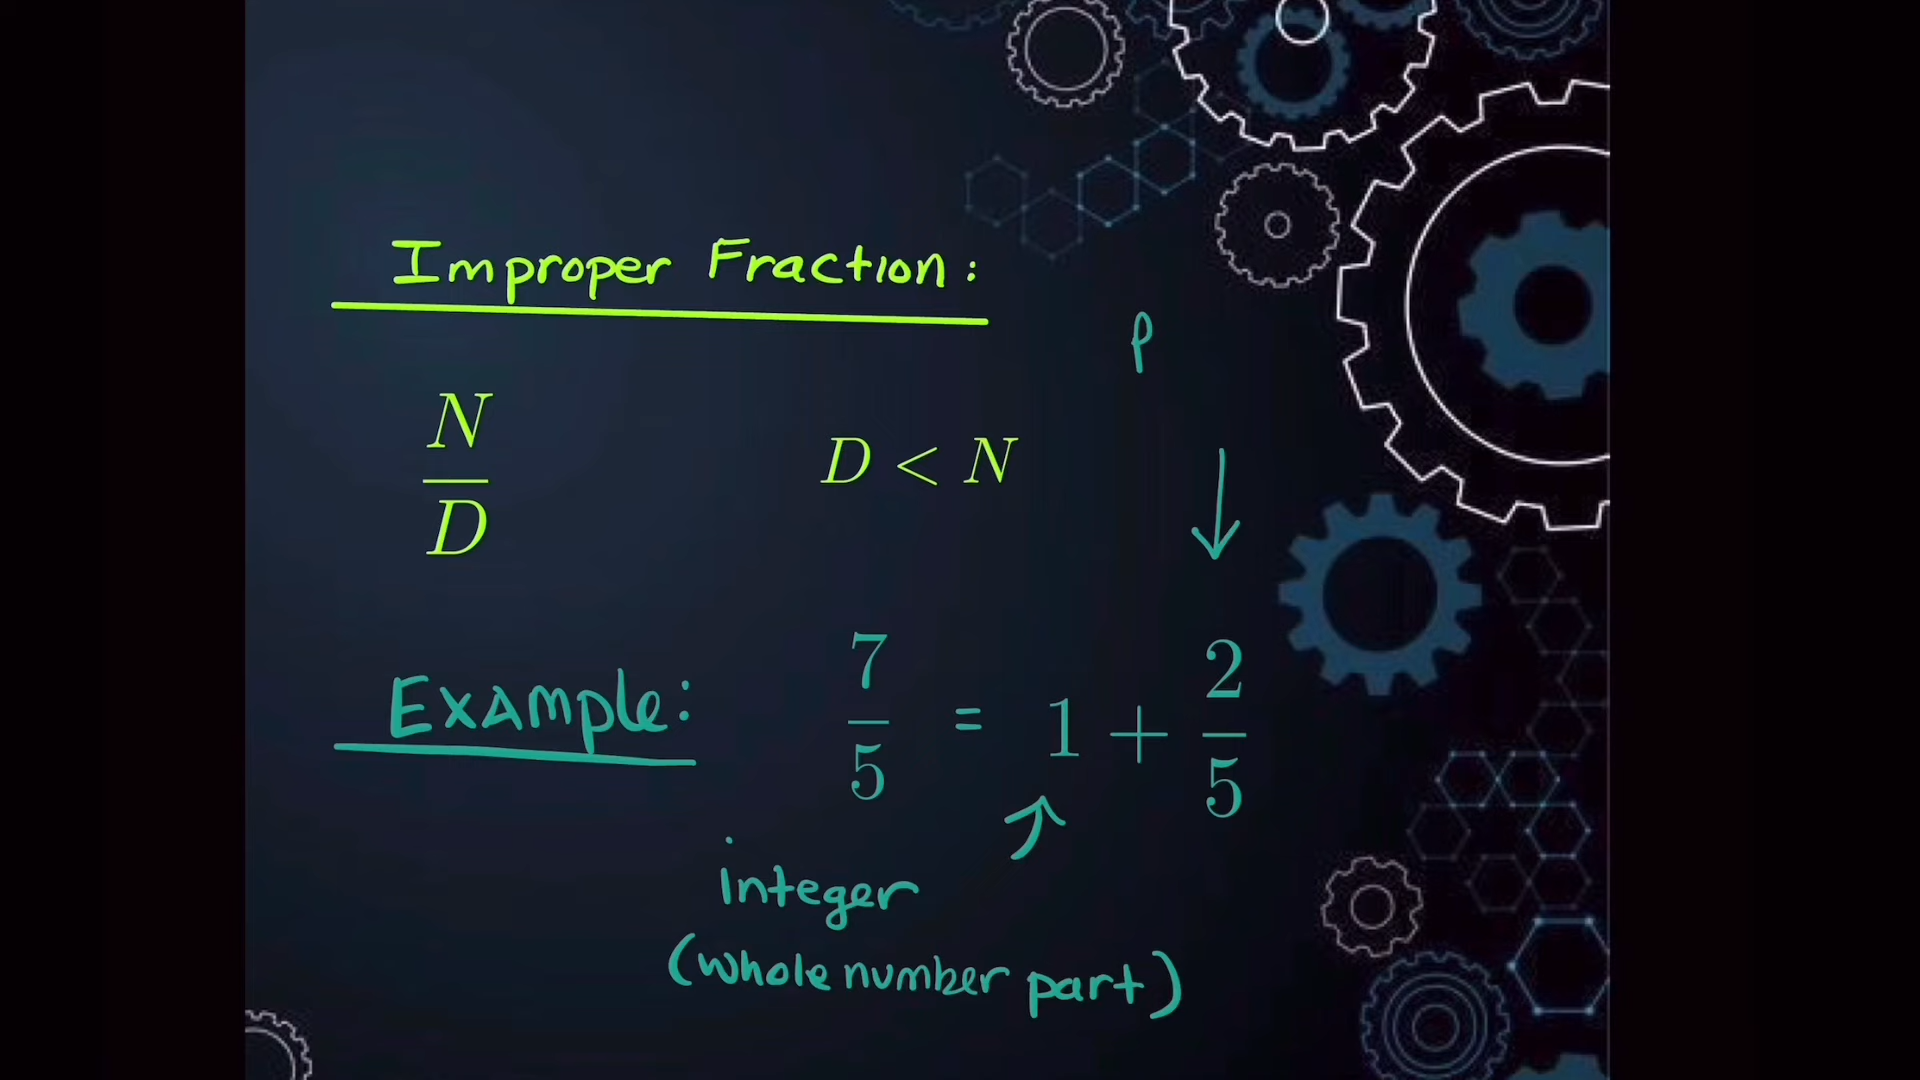 Improper Fraction:
p
N/D
D < N
Example:
7/5 = 1 + 2/5
integer
(whole number part)